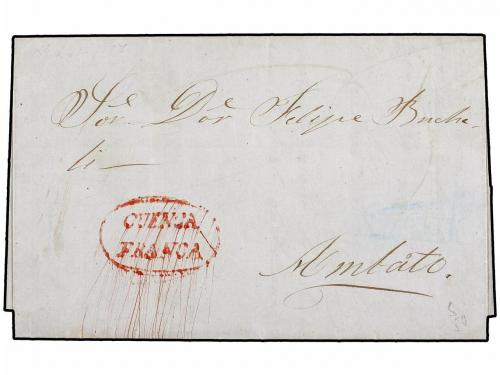 Sor. Dor Felipe Buche-
li—
CUENCA
FRANCA
Ambato.